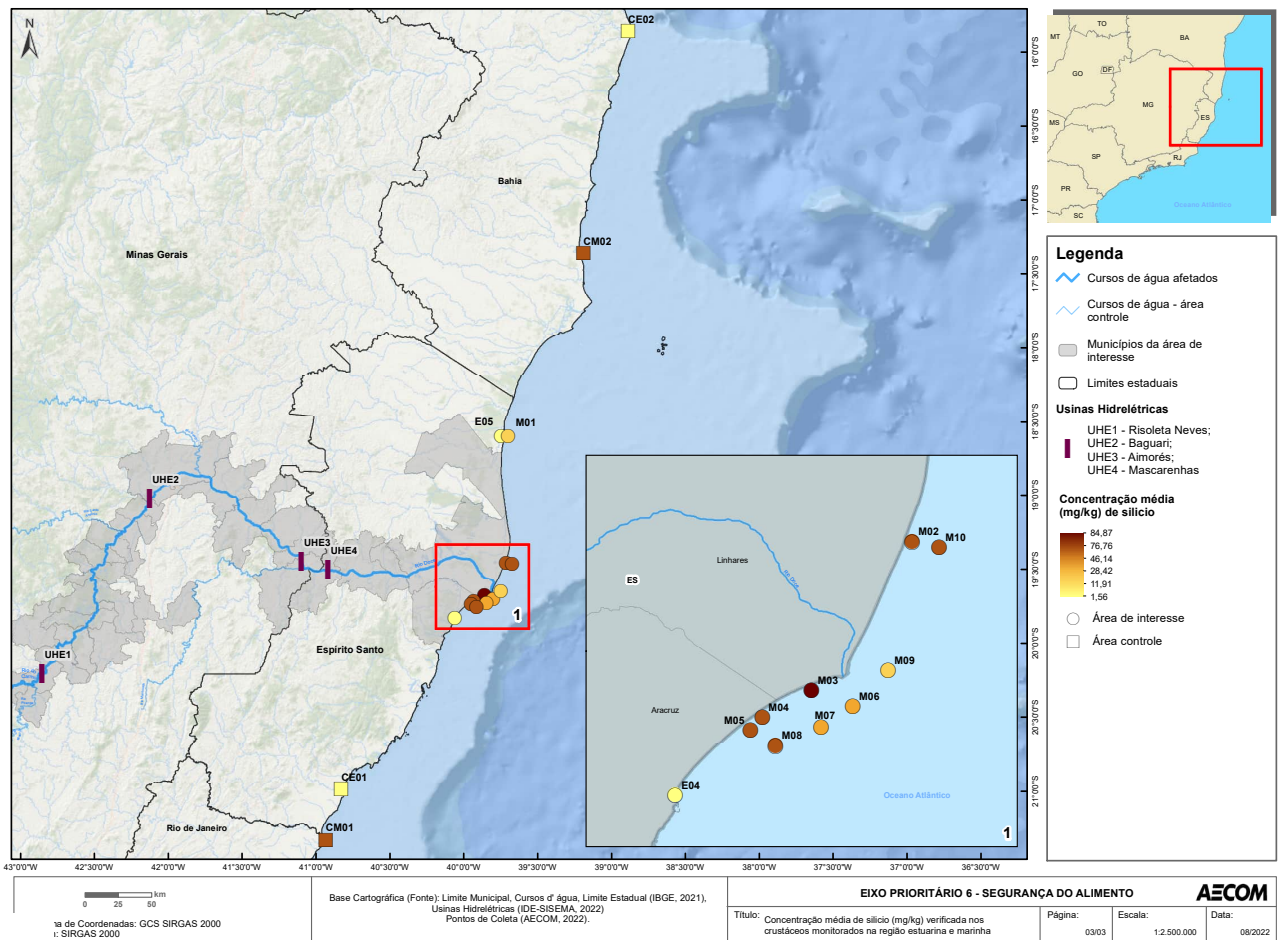 N
CE02
Bahia
CM02
Minas Gerais
E05
M01
UHE2
UHE3
UHE4
Rio Doce
1
UHE1
Espírito Santo
CE01
CM01
Rio de Janeiro
16°0'0"S
16°30'0"S
17°0'0"S
17°30'0"S
18°0'0"S
18°30'0"S
19°0'0"S
19°30'0"S
20°0'0"S
20°30'0"S
21°0'0"S
43°0'0"W
42°30'0"W
42°0'0"W
41°30'0"W
41°0'0"W
40°30'0"W
40°0'0"W
39°30'0"W
39°0'0"W
38°30'0"W
38°0'0"W
37°30'0"W
37°0'0"W
36°30'0"W
M02
M10
Linhares
ES
Rio Doce
M09
M03
M06
Aracruz
M04
M05
M07
M08
E04
Oceano Atlântico
1
TO
BA
MT
GO
DF
MG
MS
ES
SP
RJ
PR
SC
Oceano Atlântico
Legenda
Cursos de água afetados
Cursos de água - área
controle
Municípios da área de
interesse
Limites estaduais
Usinas Hidrelétricas
UHE1 - Risoleta Neves;
UHE2 - Baguari;
UHE3 - Aimorés;
UHE4 - Mascarenhas
Concentração média
(mg/kg) de silicio
84,87
76,76
46,14
28,42
11,91
1,56
Área de interesse
Área controle
km
0 25 50
na de Coordenadas: GCS SIRGAS 2000
: SIRGAS 2000
Base Cartográfica (Fonte): Limite Municipal, Cursos d' água, Limite Estadual (IBGE, 2021),
Usinas Hidrelétricas (IDE-SISEMA, 2022)
Pontos de Coleta (AECOM, 2022).
EIXO PRIORITÁRIO 6 - SEGURANÇA DO ALIMENTO
AECOM
Título: Concentração média de silicio (mg/kg) verificada nos
crustáceos monitorados na região estuarina e marinha
Página:
03/03
Escala:
1:2.500.000
Data:
08/2022